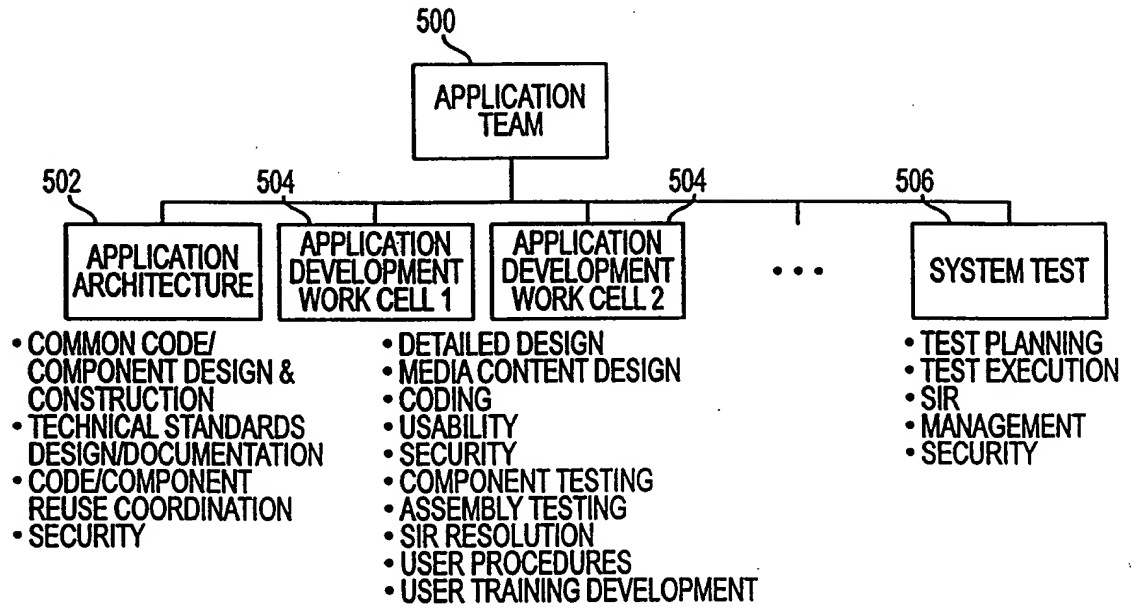 500
APPLICATION
TEAM
502
504
504
506
APPLICATION
ARCHITECTURE
APPLICATION
DEVELOPMENT
WORK CELL 1
APPLICATION
DEVELOPMENT
WORK CELL 2
• • •
SYSTEM TEST
• COMMON CODE/
COMPONENT DESIGN &
CONSTRUCTION
• TECHNICAL STANDARDS
DESIGN/DOCUMENTATION
• CODE/COMPONENT
REUSE COORDINATION
• SECURITY
• DETAILED DESIGN
• MEDIA CONTENT DESIGN
• CODING
• USABILITY
• SECURITY
• COMPONENT TESTING
• ASSEMBLY TESTING
• SIR RESOLUTION
• USER PROCEDURES
• USER TRAINING DEVELOPMENT
• TEST PLANNING
• TEST EXECUTION
• SIR
• MANAGEMENT
• SECURITY